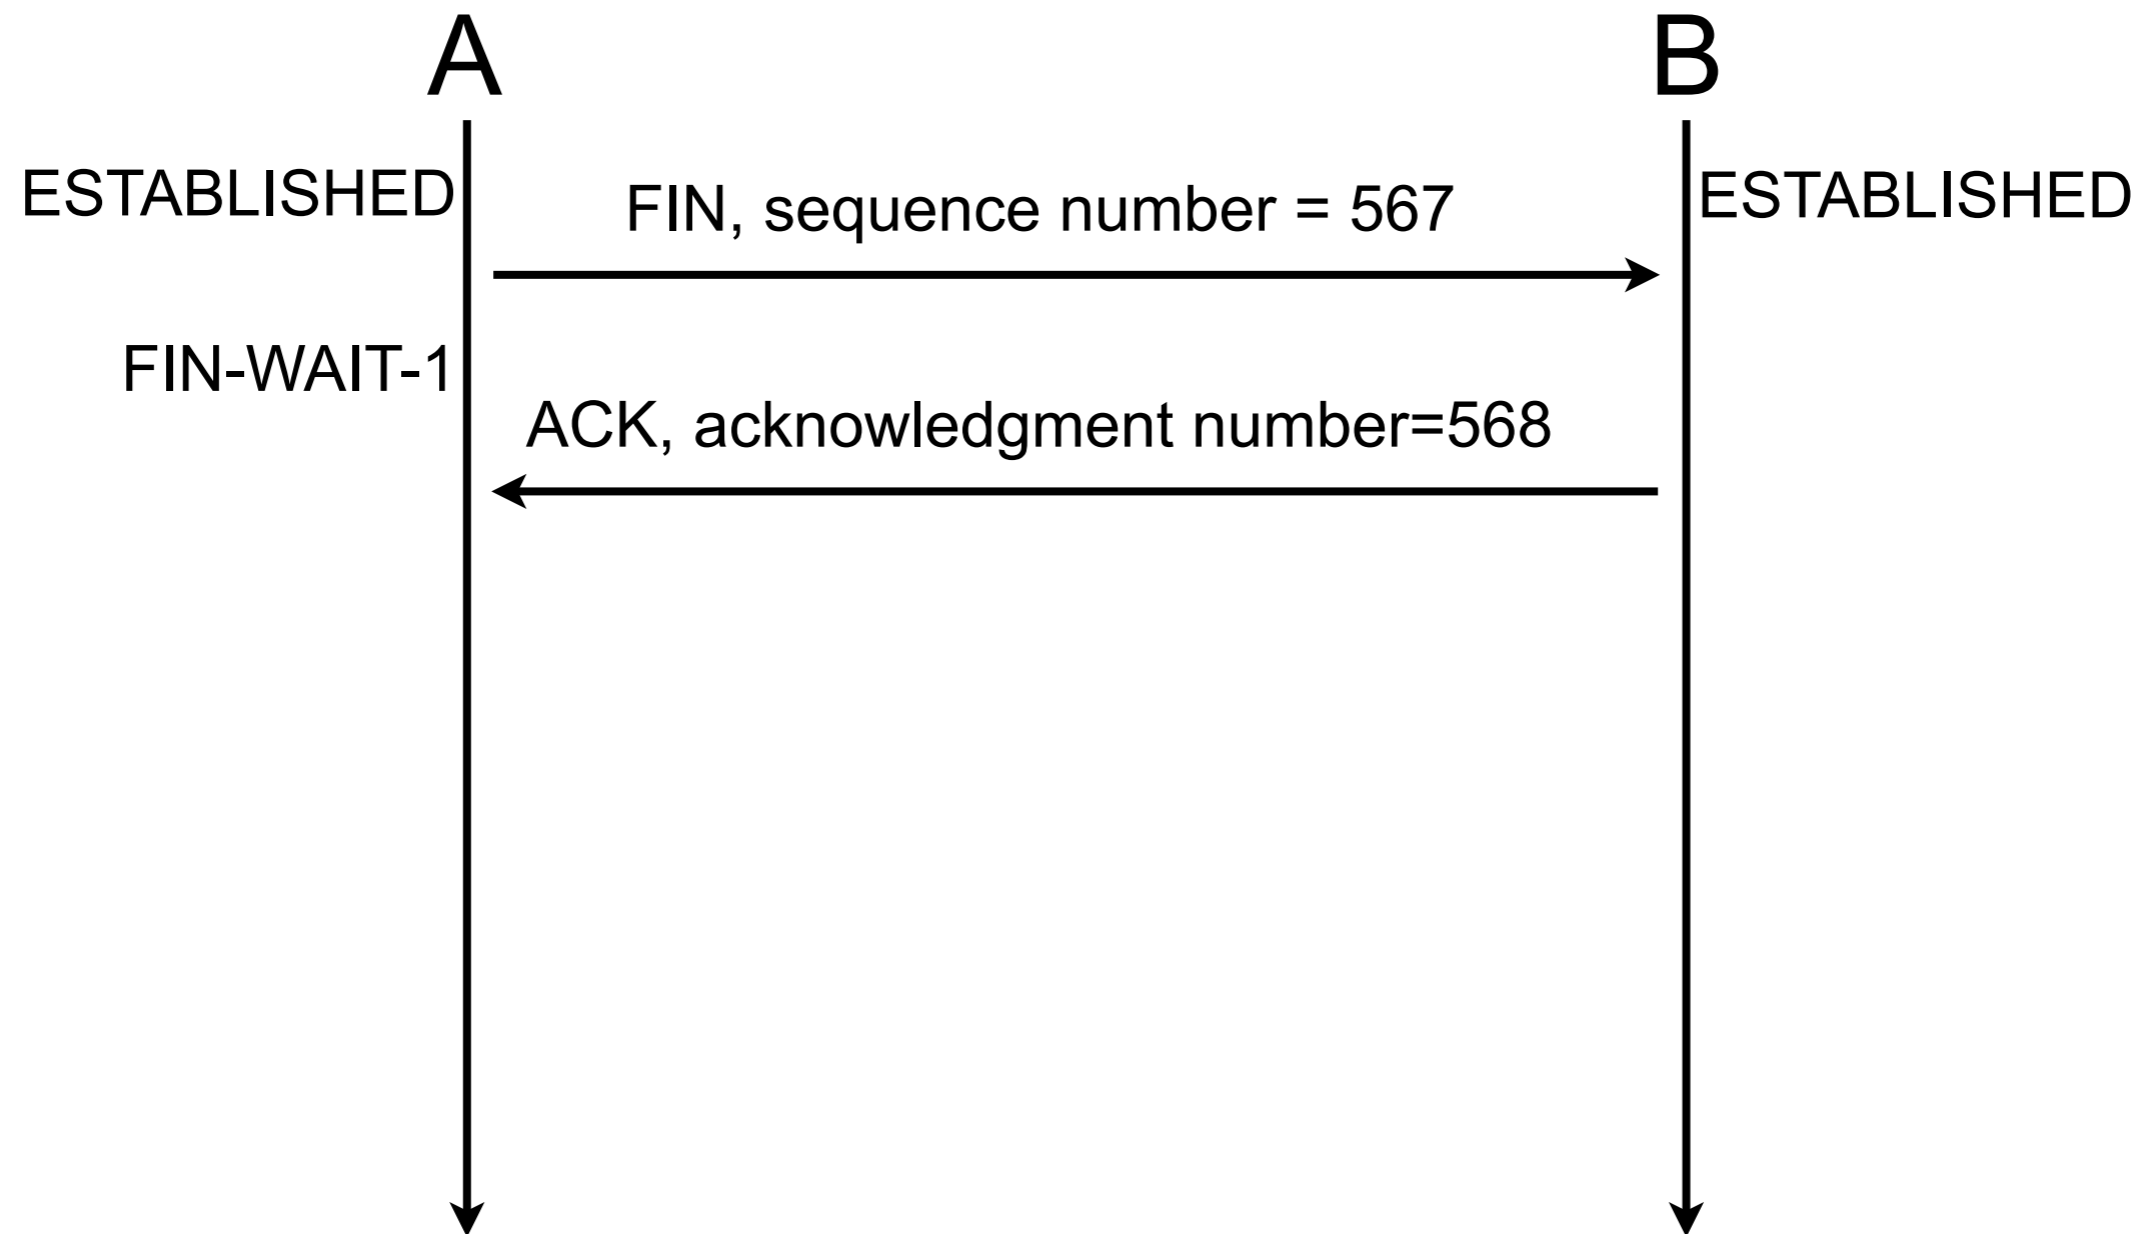 A
B
ESTABLISHED
FIN, sequence number = 567
ESTABLISHED
FIN-WAIT-1
ACK, acknowledgment number=568